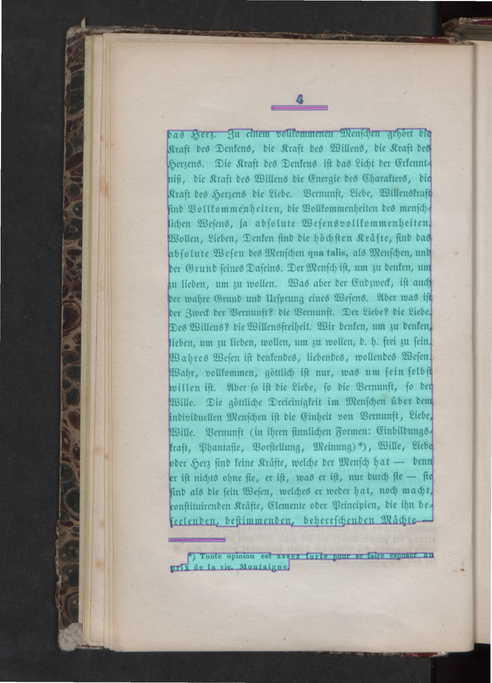 4
das Herz. Zu einem vollkommenen Menschen gehört die
Kraft des Denkens, die Kraft des Willens, die Kraft des
Herzens. Die Kraft des Denkens ist das Licht der Erkennt-
niß, die Kraft des Willens die Energie des Charakters, die
Kraft des Herzens die Liebe. Vernunft, Liebe, Willenskraft
sind Vollkommenheiten, die Vollkommenheiten des mensch-
lichen Wesens, ja absolute Wesensvollkommenheiten.
Wollen, Lieben, Denken sind die höchsten Kräfte, sind das
absolute Wesen des Menschen qua talis, als Menschen, und
der Grund seines Daseins. Der Mensch ist, um zu denken, um
zu lieben, um zu wollen. Was aber der Endzweck, ist auch
der wahre Grund und Ursprung eines Wesens. Aber was ist
der Zweck der Vernunft? die Vernunft. Der Liebe? die Liebe.
Des Willens? die Willensfreiheit. Wir denken, um zu denken,
lieben, um zu lieben, wollen, um zu wollen, d. h. frei zu sein.
Wahres Wesen ist denkendes, liebendes, wollendes Wesen.
Wahr, vollkommen, göttlich ist nur, was um sein selbst
willen ist. Aber so ist die Liebe, so die Vernunft, so der
Wille. Die göttliche Dreieinigkeit im Menschen über dem
individuellen Menschen ist die Einheit von Vernunft, Liebe,
Wille. Vernunft (in ihren sinnlichen Formen: Einbildungs-
kraft, Phantasie, Vorstellung, Meinung)*), Wille, Liebe
oder Herz sind keine Kräfte, welche der Mensch hat — denn
er ist nichts ohne sie, er ist, was er ist, nur durch sie — sie
sind als die sein Wesen, welches er weder hat, noch macht,
constituirenden Kräfte, Elemente oder Principien, die ihn be-
seelenden, bestimmenden, beherrschenden Mächte —
*) Toute opinion est assez forte pour se faire exposer au
prix de la vie. Montaigne.